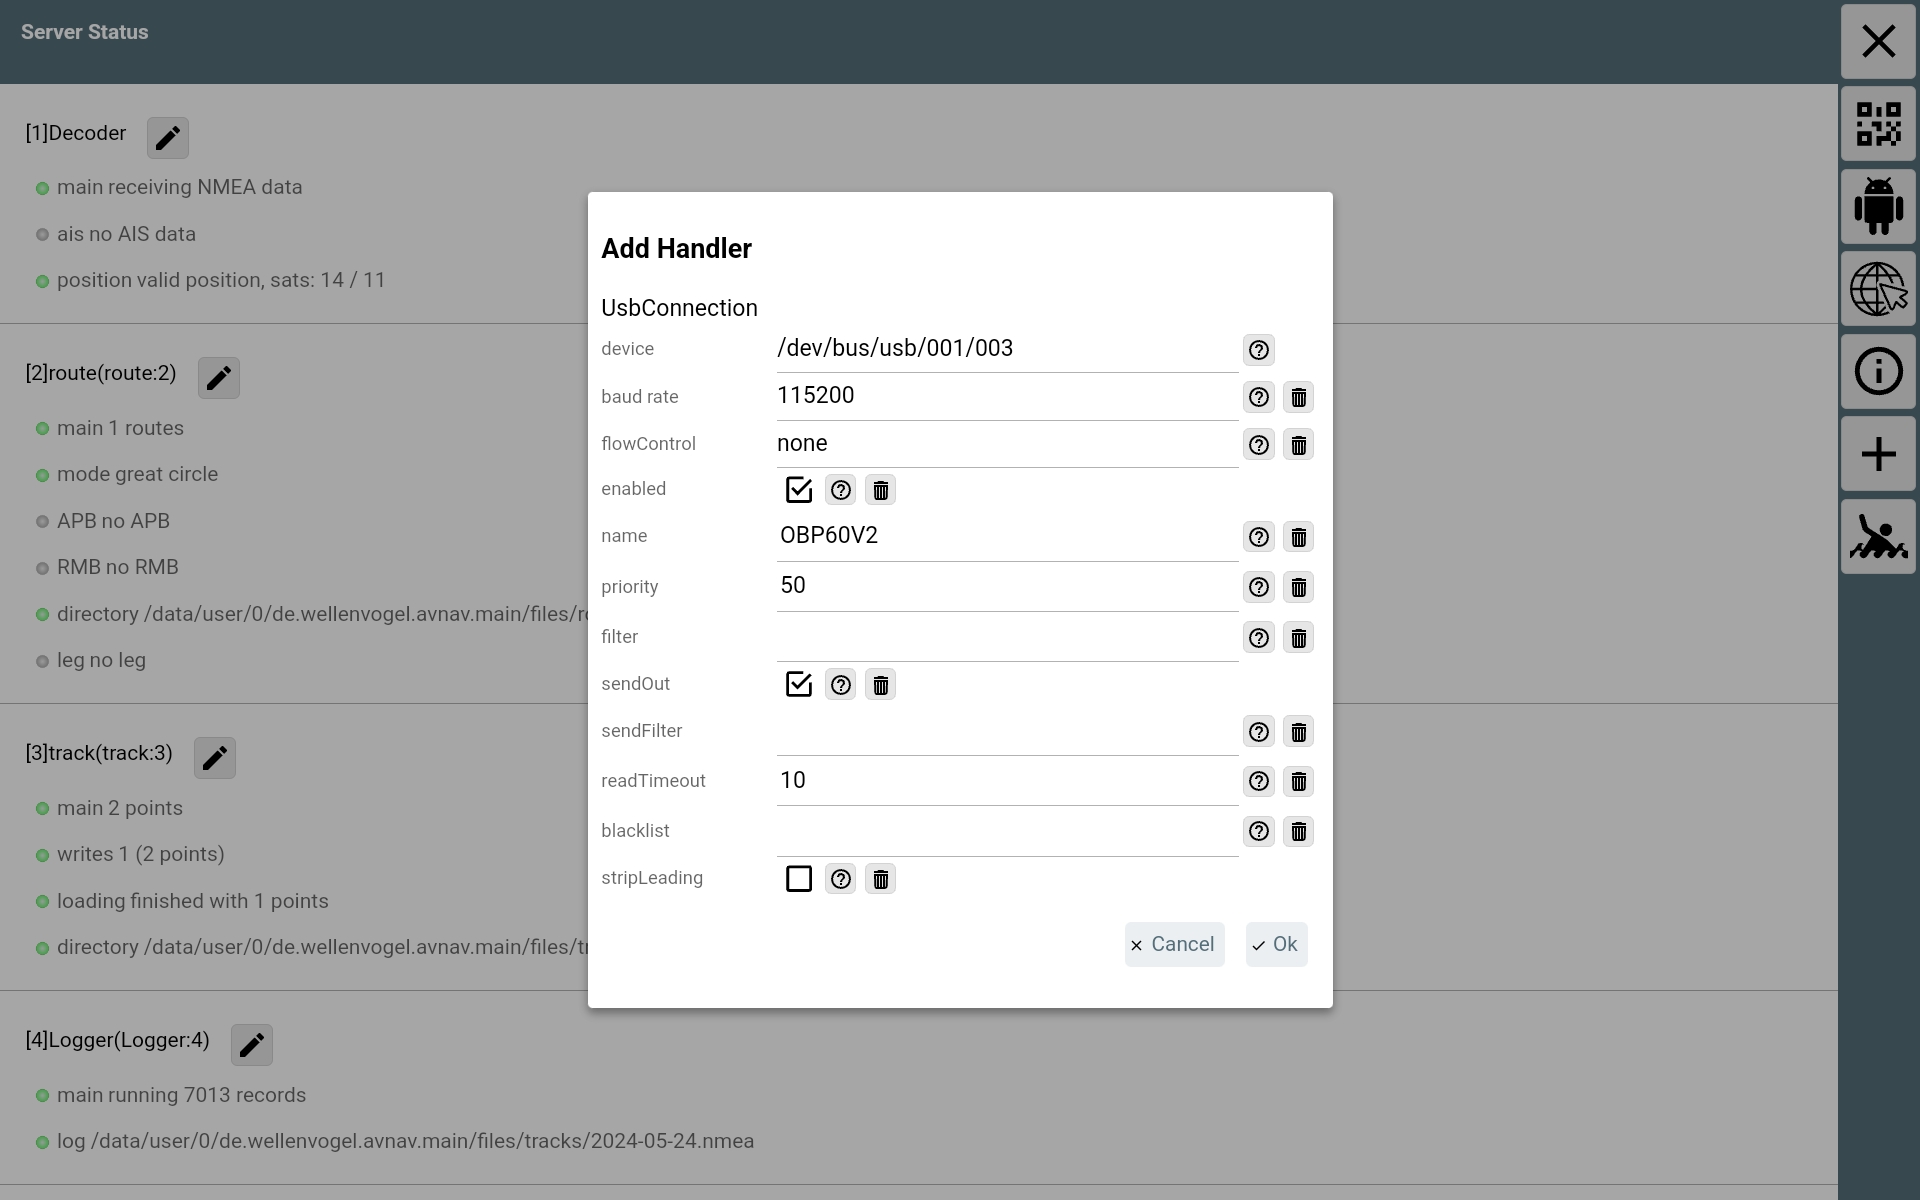 Server Status
[1]Decoder
main receiving NMEA data
ais no AIS data
position valid position, sats: 14 / 11
[2]route(route:2)
main 1 routes
mode great circle
APB no APB
RMB no RMB
directory /data/user/0/de.wellenvogel.avnav.main/files/ro
leg no leg
[3]track(track:3)
main 2 points
writes 1 (2 points)
loading finished with 1 points
directory /data/user/0/de.wellenvogel.avnav.main/files/tr
[4]Logger(Logger:4)
main running 7013 records
log /data/user/0/de.wellenvogel.avnav.main/files/tracks/2024-05-24.nmea
Add Handler
UsbConnection
device /dev/bus/usb/001/003
baud rate 115200
flowControl none
enabled
name OBP60V2
priority 50
filter
sendOut
sendFilter
readTimeout 10
blacklist
stripLeading
Cancel Ok